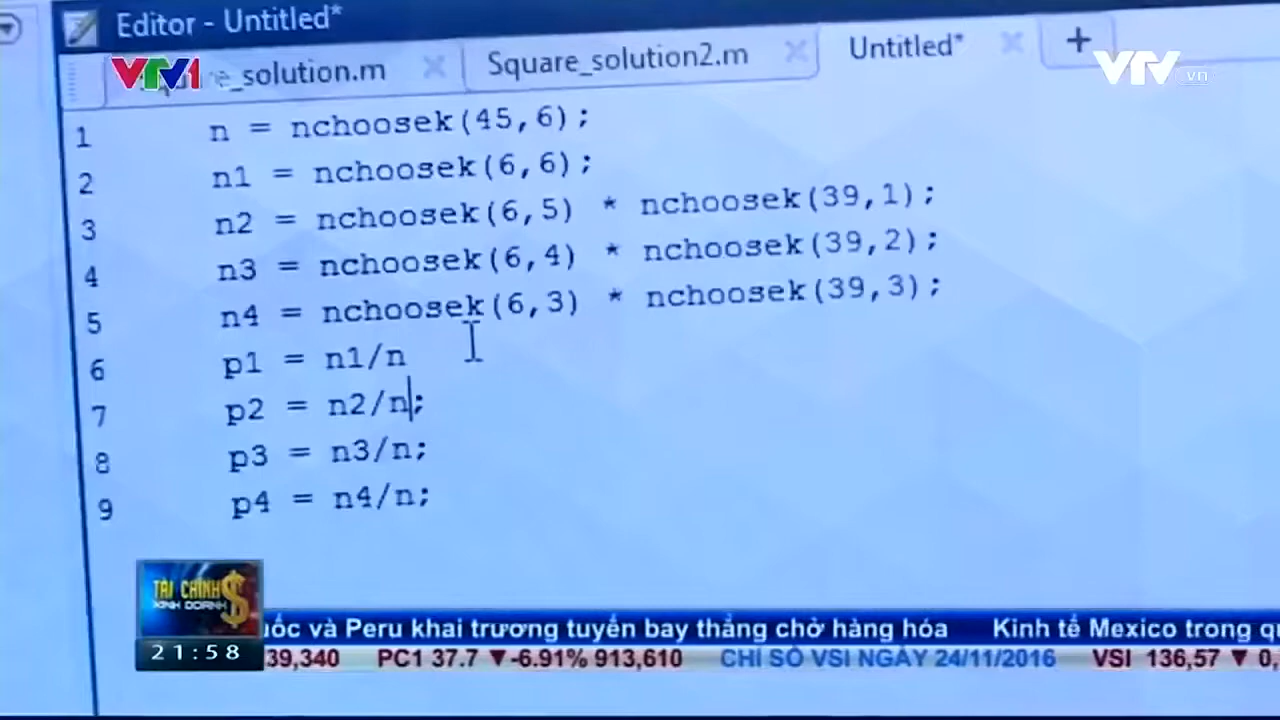 Editor - Untitled*
VTV1 e_solution.m Square_solution2.m Untitled* + VTV.vn
1 n = nchoosek(45,6);
2 n1 = nchoosek(6,6);
3 n2 = nchoosek(6,5) * nchoosek(39,1);
4 n3 = nchoosek(6,4) * nchoosek(39,2);
5 n4 = nchoosek(6,3) * nchoosek(39,3);
6 p1 = n1/n
7 p2 = n2/n;
8 p3 = n3/n;
9 p4 = n4/n;
TÀI CHÍNH
KINH DOANH $
uốc và Peru khai trương tuyến bay thẳng chở hàng hóa Kinh tế Mexico trong
21:58
39,340 PC1 37.7 ▼-6.91% 913,610 CHỈ SỐ VSI NGÀY 24/11/2016 VSI 136,57 ▼ 0,